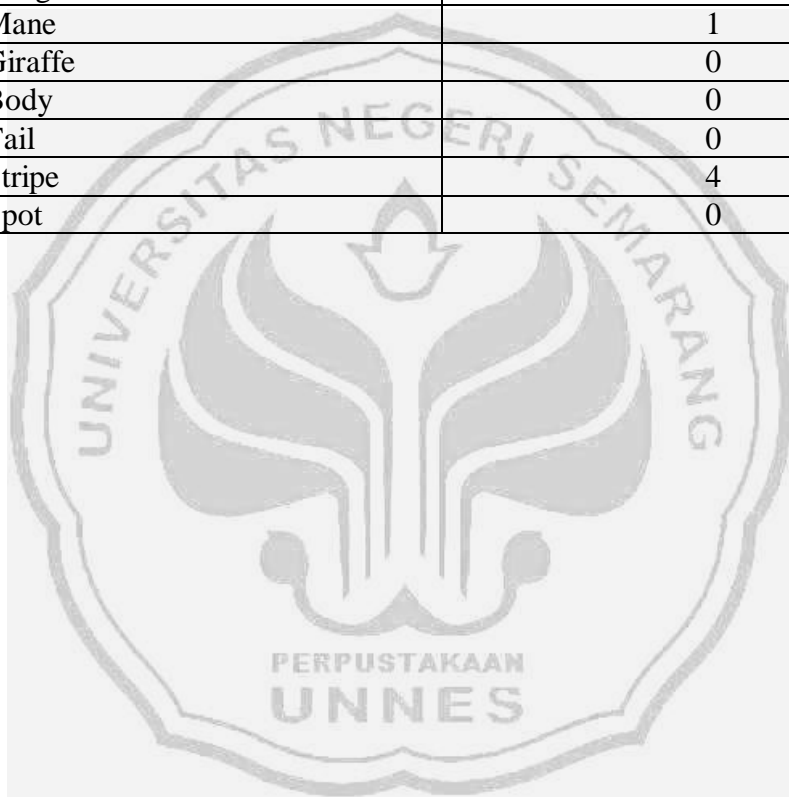 Mane 1
Giraffe 0
Body 0
Tail 0
tripe 4
pot 0
UNIVERSITAS NEGERI SEMARANG
PERPUSTAKAAN
UNNES